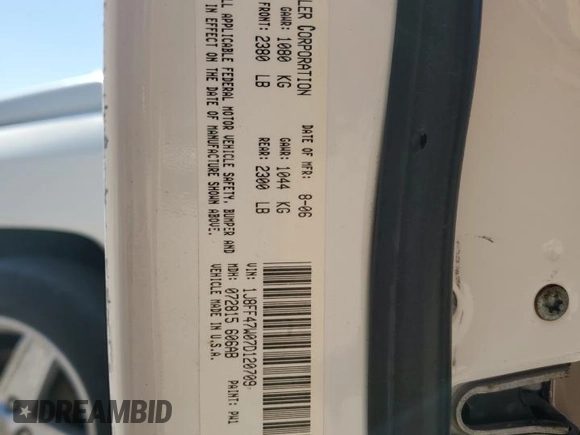 LER CORPORATION DATE OF MFR: 8-06
GAWR: 1080 KG GAWR: 1044 KG
FRONT: 2380 LB REAR: 2300 LB
LL APPLICABLE FEDERAL MOTOR VEHICLE SAFETY, BUMPER AND
EFFECT ON THE DATE OF MANUFACTURE SHOWN ABOVE.
VIN: 1J8FF47W07D120709
MDH: 072815 606AB PAINT: PW1
VEHICLE MADE IN U.S.A.
DREAMBID